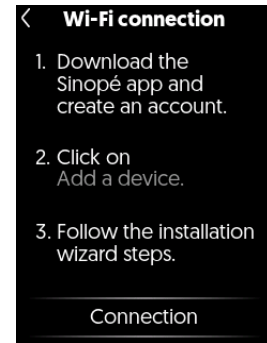 Wi-Fi connection
1. Download the
Sinopé app and
create an account.
2. Click on
Add a device.
3. Follow the installation
wizard steps.
Connection